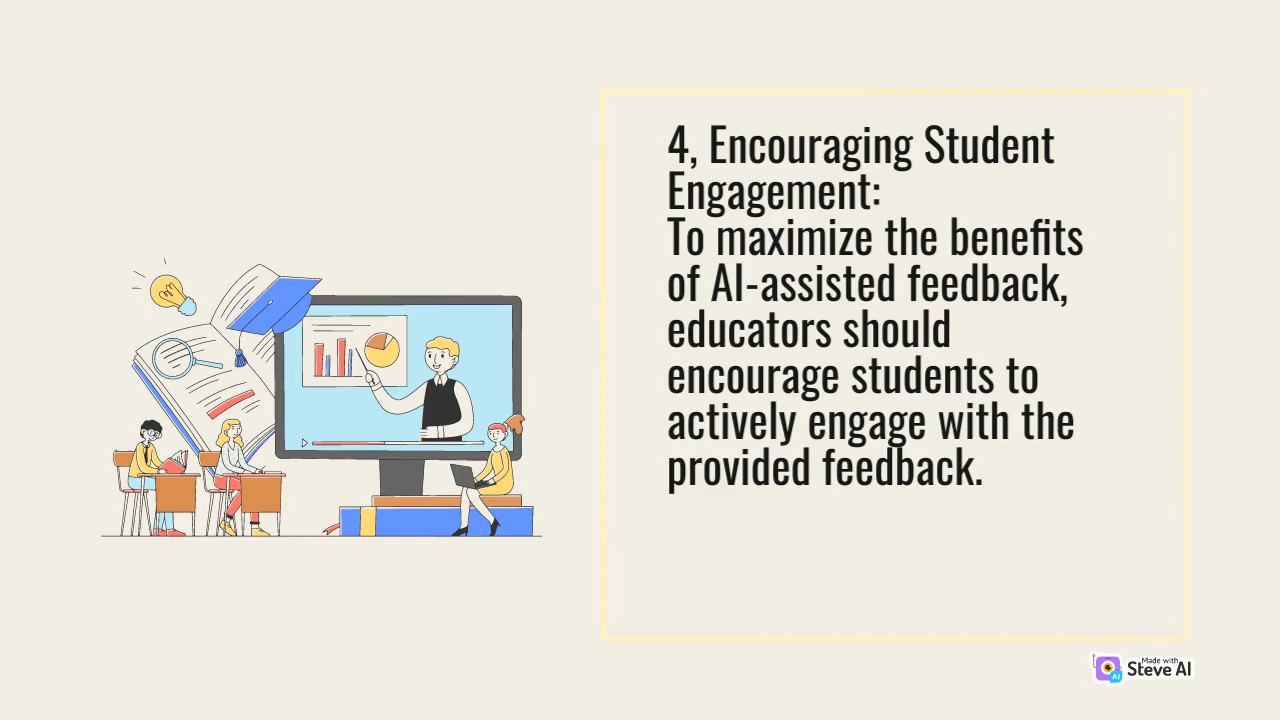 4, Encouraging Student
Engagement:
To maximize the benefits
of AI-assisted feedback,
educators should
encourage students to
actively engage with the
provided feedback.
Made with
Steve AI
AI